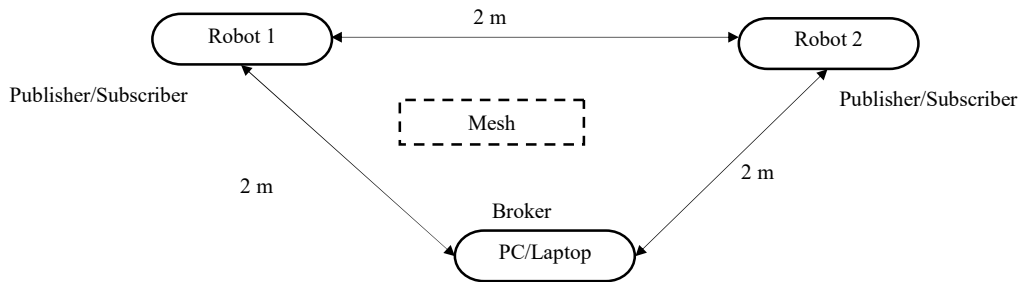 2 m
Robot 1
Robot 2
Publisher/Subscriber
Publisher/Subscriber
Mesh
2 m
2 m
Broker
PC/Laptop